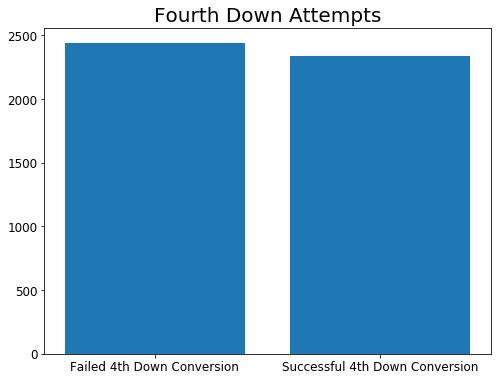 Fourth Down Attempts
2500
2000
1500
1000
500
0
Failed 4th Down Conversion
Successful 4th Down Conversion